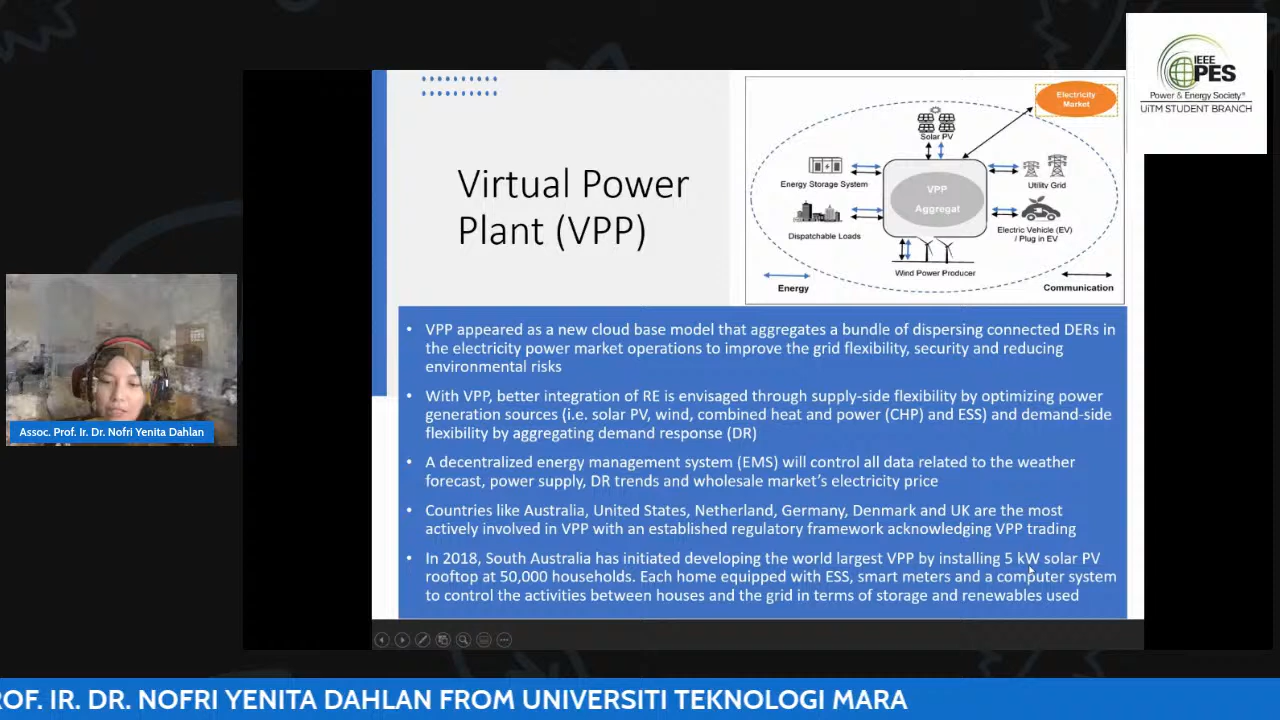 IEEE
PES
Power & Energy Society®
UiTM STUDENT BRANCH
Virtual Power
Plant (VPP)
Electricity
Market
Solar PV
Energy Storage System
Utility Grid
VPP
Aggregat
Dispatchable Loads
Electric Vehicle (EV)
/ Plug in EV
Wind Power Producer
Energy
Communication
• VPP appeared as a new cloud base model that aggregates a bundle of dispersing connected DERs in
the electricity power market operations to improve the grid flexibility, security and reducing
environmental risks
• With VPP, better integration of RE is envisaged through supply-side flexibility by optimizing power
generation sources (i.e. solar PV, wind, combined heat and power (CHP) and ESS) and demand-side
flexibility by aggregating demand response (DR)
• A decentralized energy management system (EMS) will control all data related to the weather
forecast, power supply, DR trends and wholesale market's electricity price
• Countries like Australia, United States, Netherland, Germany, Denmark and UK are the most
actively involved in VPP with an established regulatory framework acknowledging VPP trading
• In 2018, South Australia has initiated developing the world largest VPP by installing 5 kW solar PV
rooftop at 50,000 households. Each home equipped with ESS, smart meters and a computer system
to control the activities between houses and the grid in terms of storage and renewables used
Assoc. Prof. Ir. Dr. Nofri Yenita Dahlan
ROF. IR. DR. NOFRI YENITA DAHLAN FROM UNIVERSITI TEKNOLOGI MARA